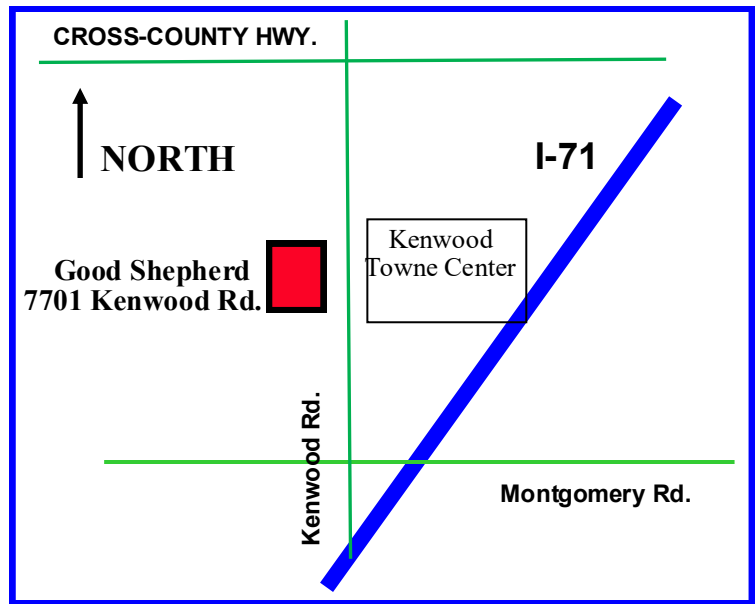 CROSS-COUNTY HWY.
NORTH
I-71
Kenwood
Towne Center
Good Shepherd
7701 Kenwood Rd.
Kenwood Rd.
Montgomery Rd.